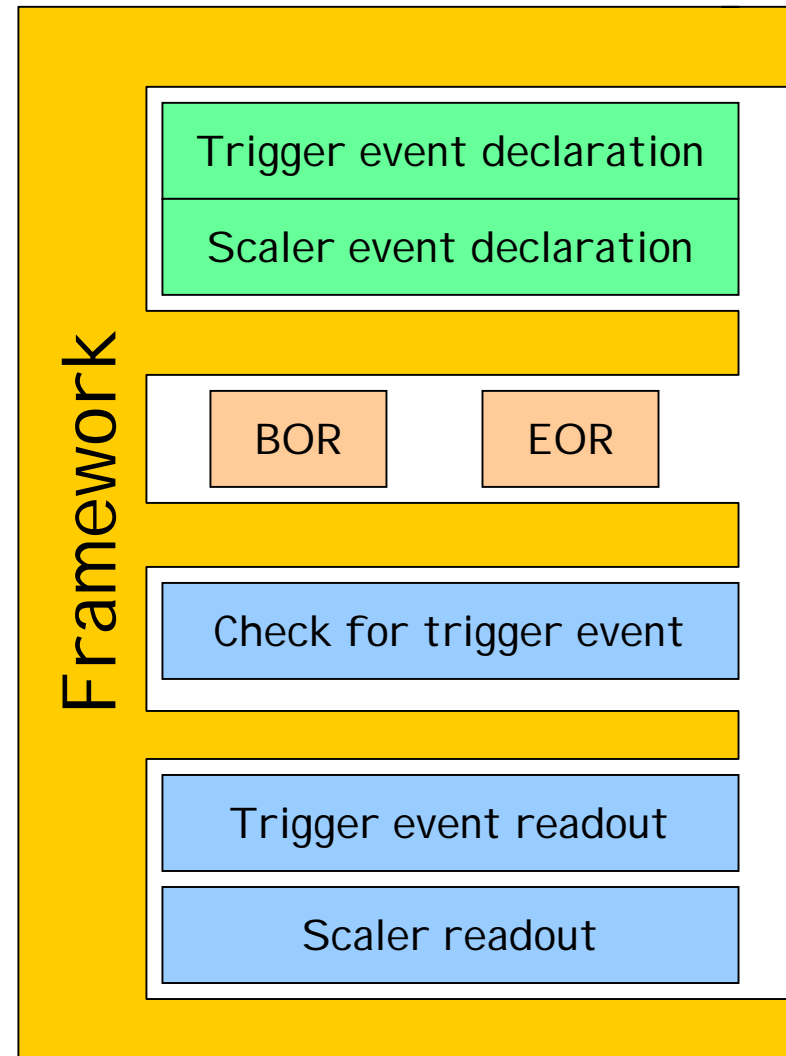 Framework
Trigger event declaration
Scaler event declaration
BOR
EOR
Check for trigger event
Trigger event readout
Scaler readout